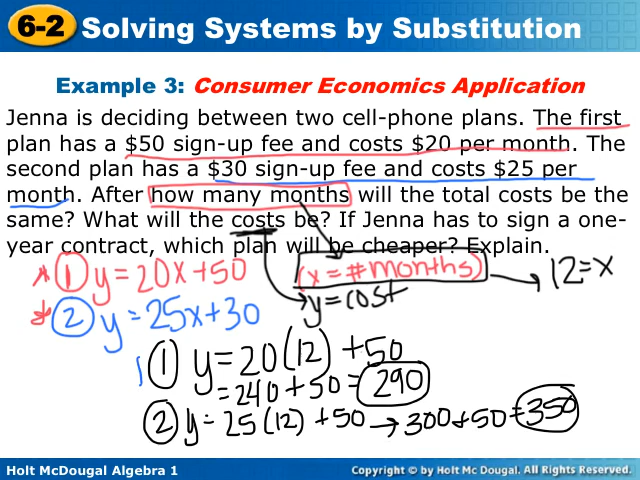 6-2 Solving Systems by Substitution
Example 3: Consumer Economics Application
Jenna is deciding between two cell-phone plans. The first
plan has a $50 sign-up fee and costs $20 per month. The
second plan has a $30 sign-up fee and costs $25 per
month. After how many months will the total costs be the
same? What will the costs be? If Jenna has to sign a one-
year contract, which plan will be cheaper? Explain.
1 y=20x+50 (x=#months) → 12=x
2 y=25x+30 y=cost
1 y=20(12)+50
=240+50=290
2 y=25(12)+50→300+50=350
Holt McDougal Algebra 1 Copyright © by Holt Mc Dougal. All Rights Reserved.